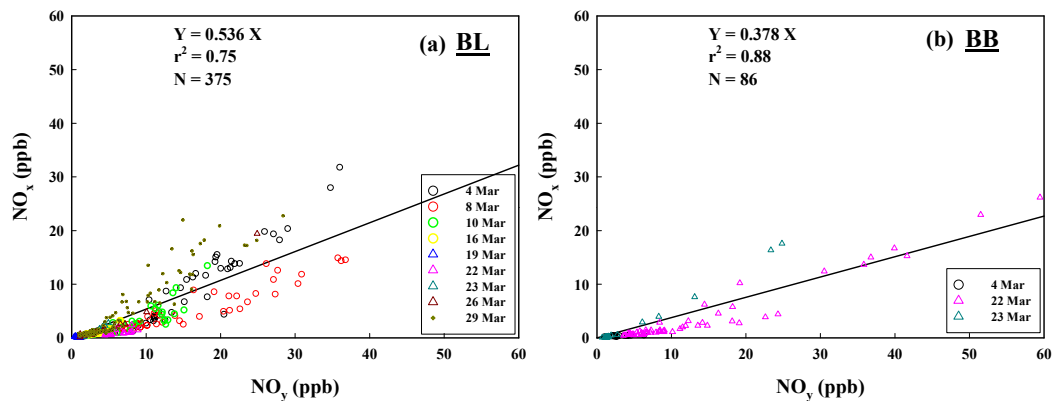 Y = 0.536 X
r² = 0.75
N = 375
(a) BL
60
50
40
30
20
10
0
NOₓ (ppb)
4 Mar
8 Mar
10 Mar
16 Mar
19 Mar
22 Mar
23 Mar
26 Mar
29 Mar
0 10 20 30 40 50 60
NOᵧ (ppb)
Y = 0.378 X
r² = 0.88
N = 86
(b) BB
60
50
40
30
20
10
0
NOₓ (ppb)
4 Mar
22 Mar
23 Mar
0 10 20 30 40 50 60
NOᵧ (ppb)